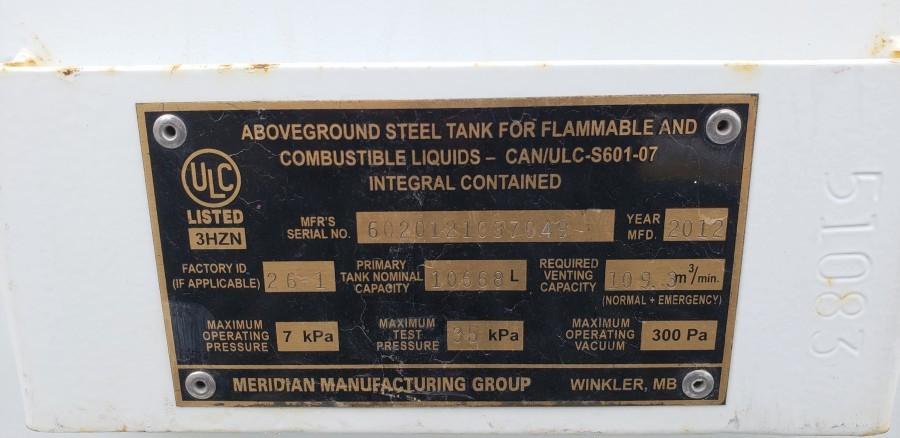 ABOVEGROUND STEEL TANK FOR FLAMMABLE AND
COMBUSTIBLE LIQUIDS – CAN/ULC-S601-07
INTEGRAL CONTAINED
ULC
LISTED
3HZN
MFR'S
SERIAL NO.
YEAR
MFD. 2012
FACTORY ID
(IF APPLICABLE) 26-1
PRIMARY
TANK NOMINAL
CAPACITY
10668 L
REQUIRED
VENTING
CAPACITY
109.3 m³/min.
(NORMAL + EMERGENCY)
MAXIMUM
OPERATING
PRESSURE
7 kPa
MAXIMUM
TEST
PRESSURE
35 kPa
MAXIMUM
OPERATING
VACUUM
300 Pa
MERIDIAN MANUFACTURING GROUP WINKLER, MB
51083